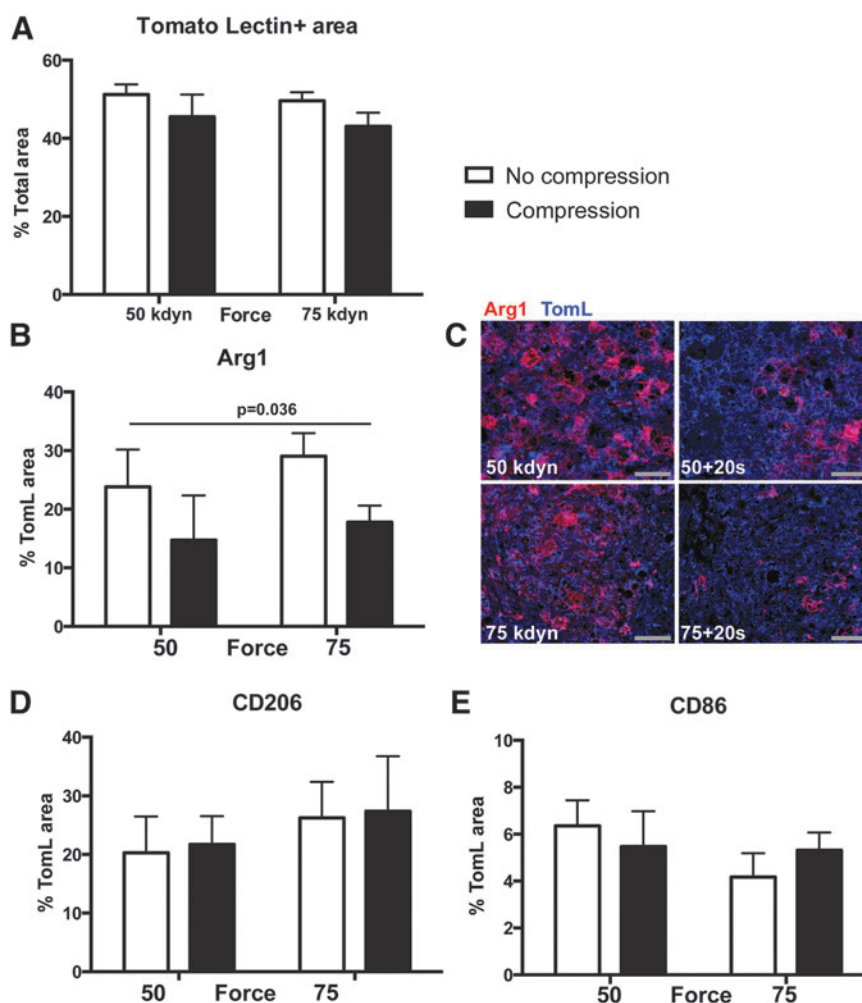 A
Tomato Lectin+ area
% Total area
60
40
20
0
50 kdyn Force 75 kdyn
No compression
Compression
B
Arg1
p=0.036
% TomL area
40
30
20
10
0
50 Force 75
Arg1 TomL
C
50 kdyn
50+20s
75 kdyn
75+20s
D
CD206
% TomL area
40
30
20
10
0
50 Force 75
E
CD86
% TomL area
10
8
6
4
2
0
50 Force 75